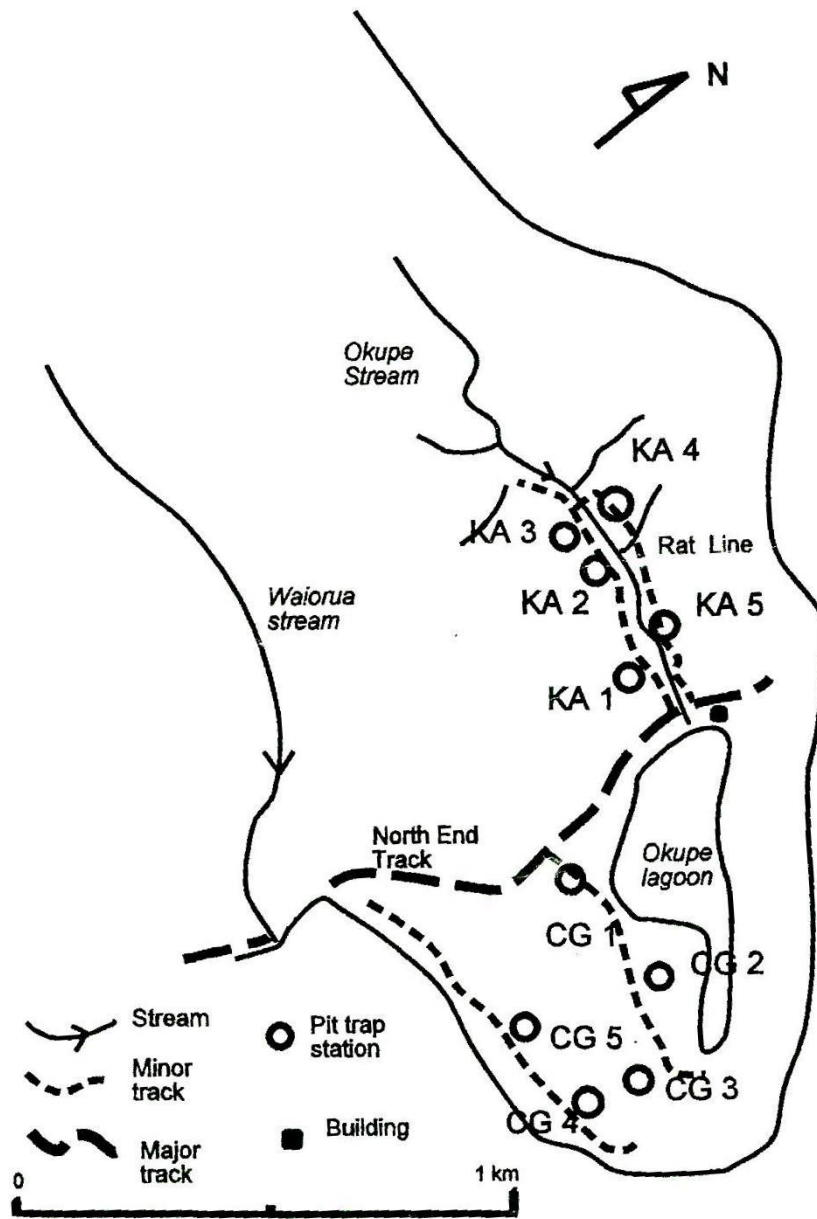 N
Okupe
Stream
KA 4
KA 3
Rat Line
KA 2
Waiorua
stream
KA 5
KA 1
North End
Track
Okupe
lagoon
CG 1
CG 2
Stream
Pit trap
station
CG 5
Minor
track
CG 3
CG 4
Building
Major
track
0
1 km